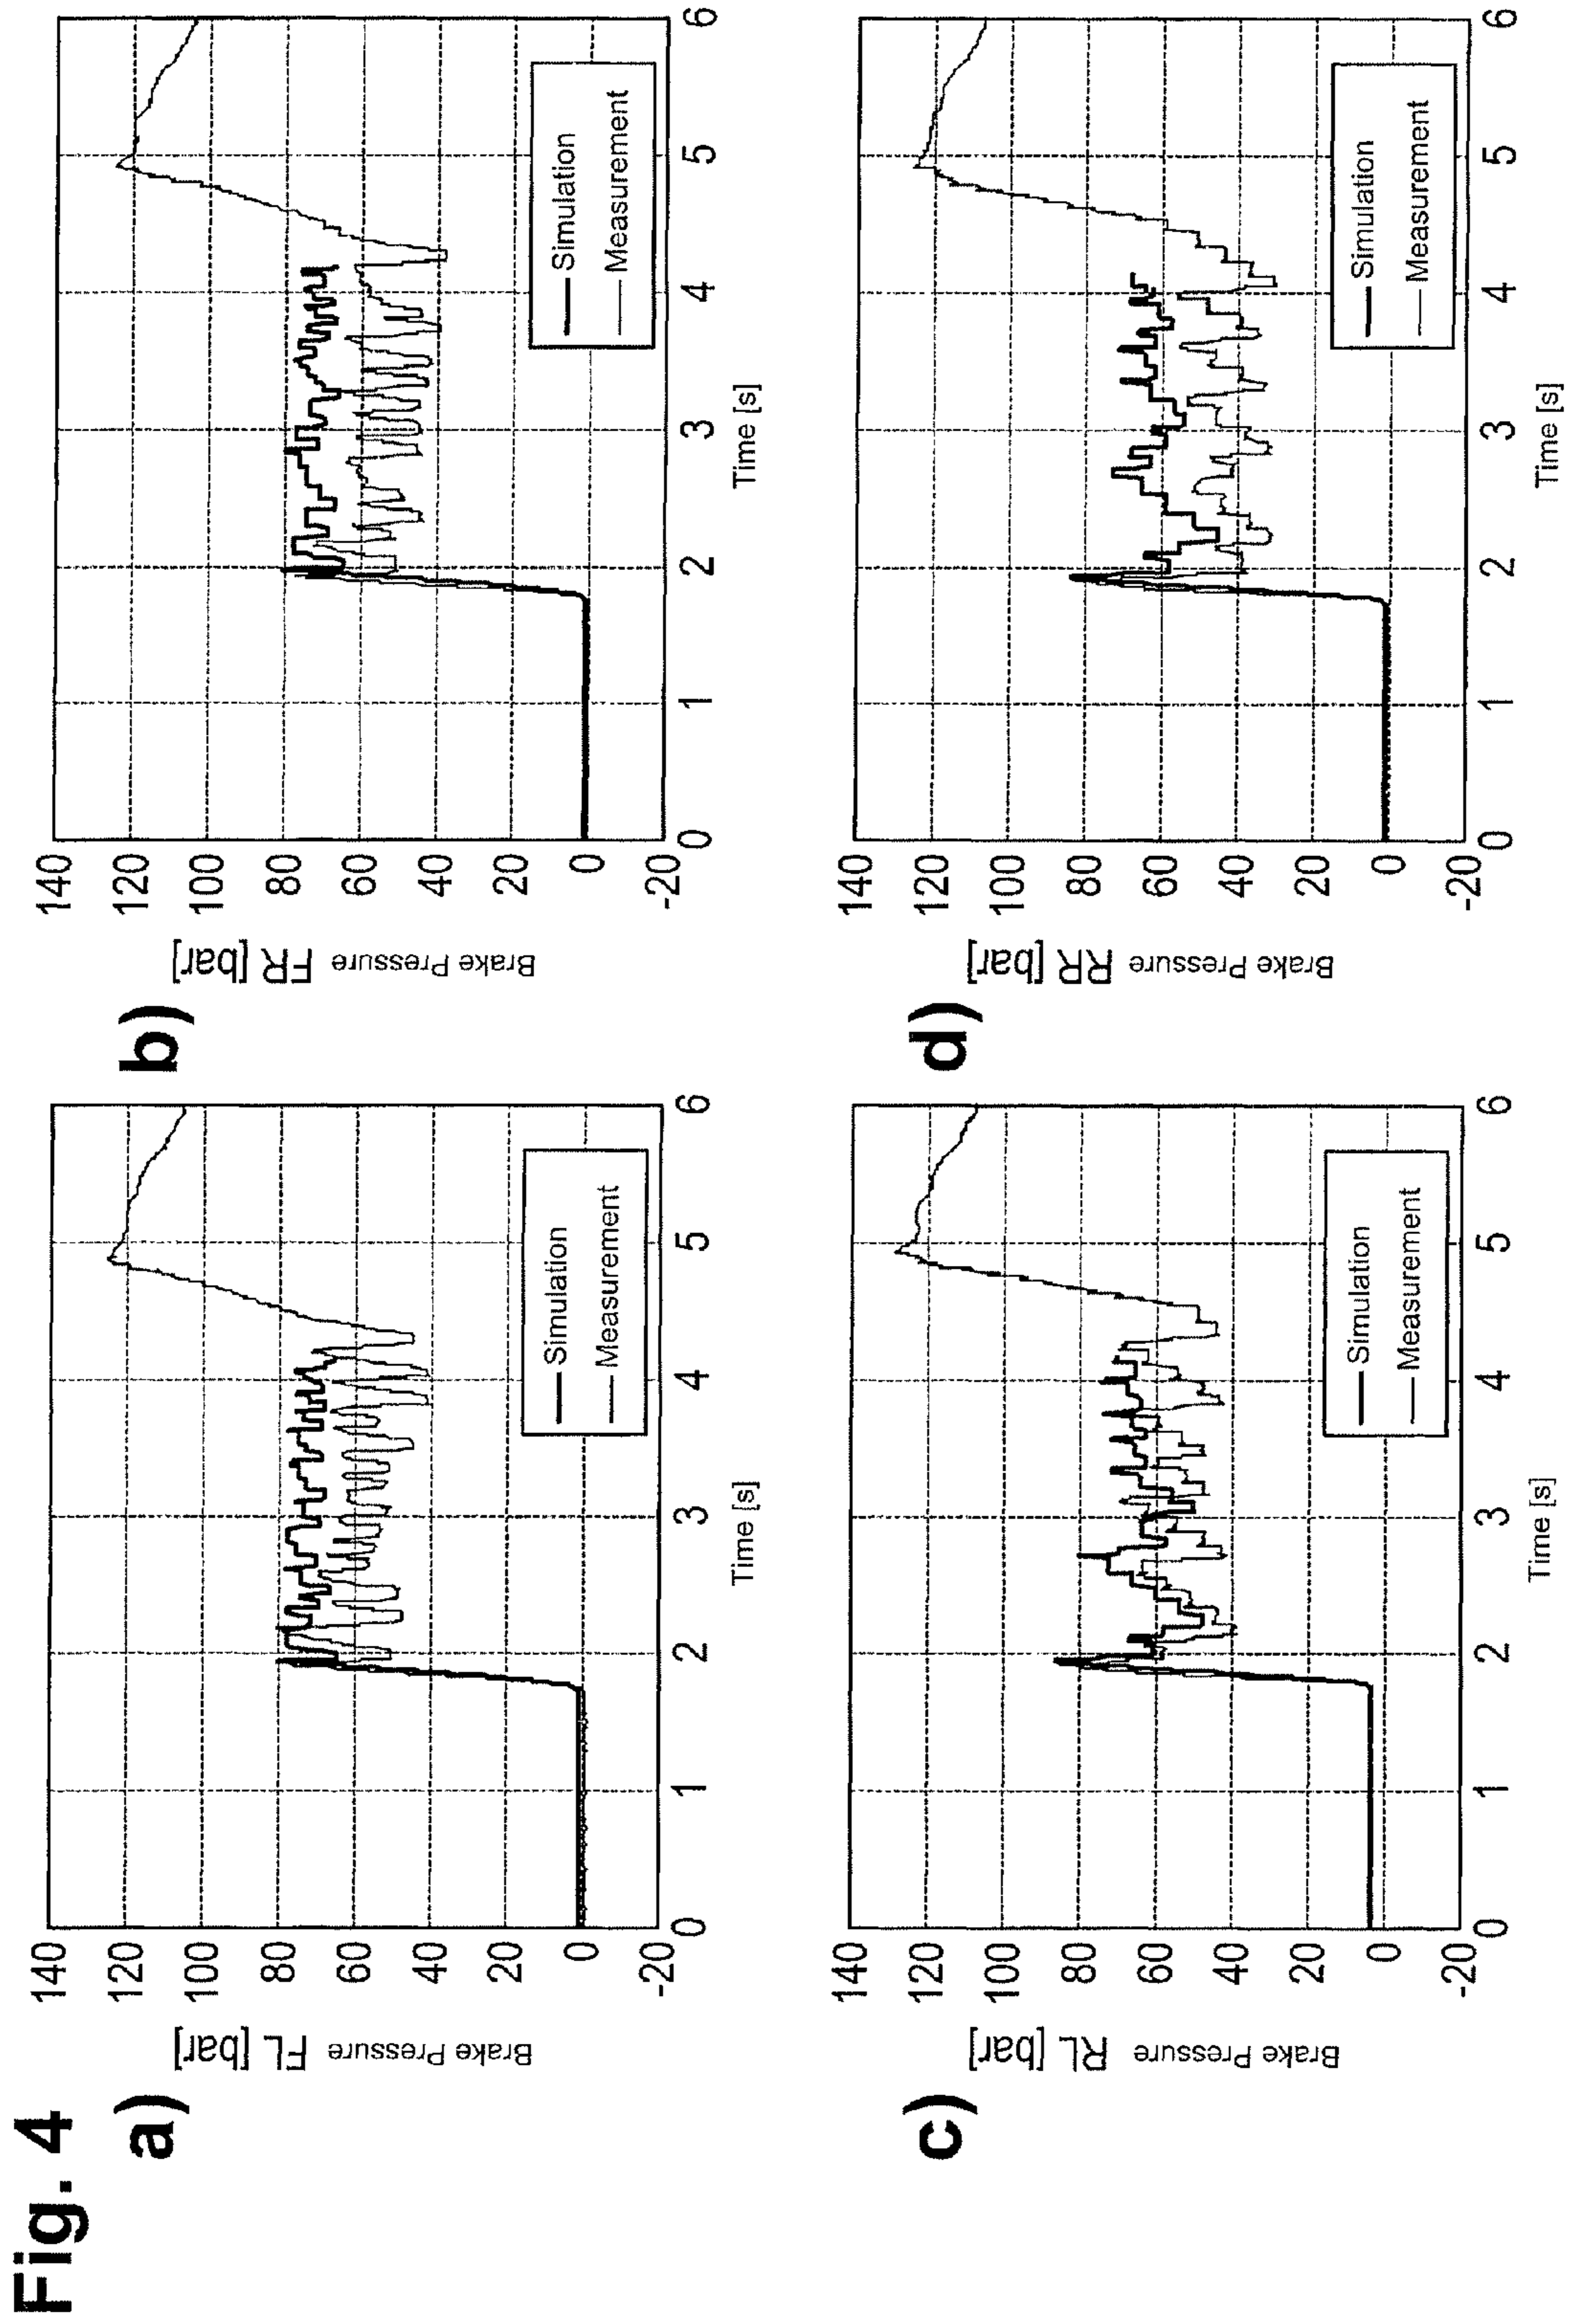 Fig. 4
a)
Brake Pressure FL [bar]
140
120
100
80
60
40
20
0
-20
0 1 2 3 4 5 6
Time [s]
Simulation
Measurement
b)
Brake Pressure FR [bar]
140
120
100
80
60
40
20
0
-20
0 1 2 3 4 5 6
Time [s]
Simulation
Measurement
c)
Brake Pressure RL [bar]
140
120
100
80
60
40
20
0
-20
0 1 2 3 4 5 6
Time [s]
Simulation
Measurement
d)
Brake Pressure RR [bar]
140
120
100
80
60
40
20
0
-20
0 1 2 3 4 5 6
Time [s]
Simulation
Measurement